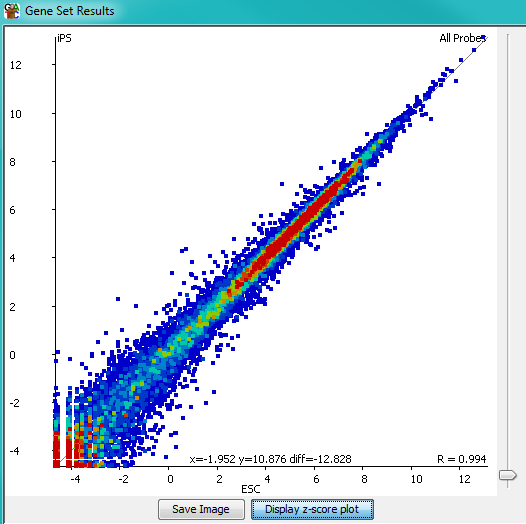 Gene Set Results
iPS
All Probes
12
10
8
6
4
2
0
-2
-4
x=-1.952 y=10.876 diff=-12.828
R = 0.994
-4 -2 0 2 4 6 8 10 12
ESC
Save Image
Display z-score plot